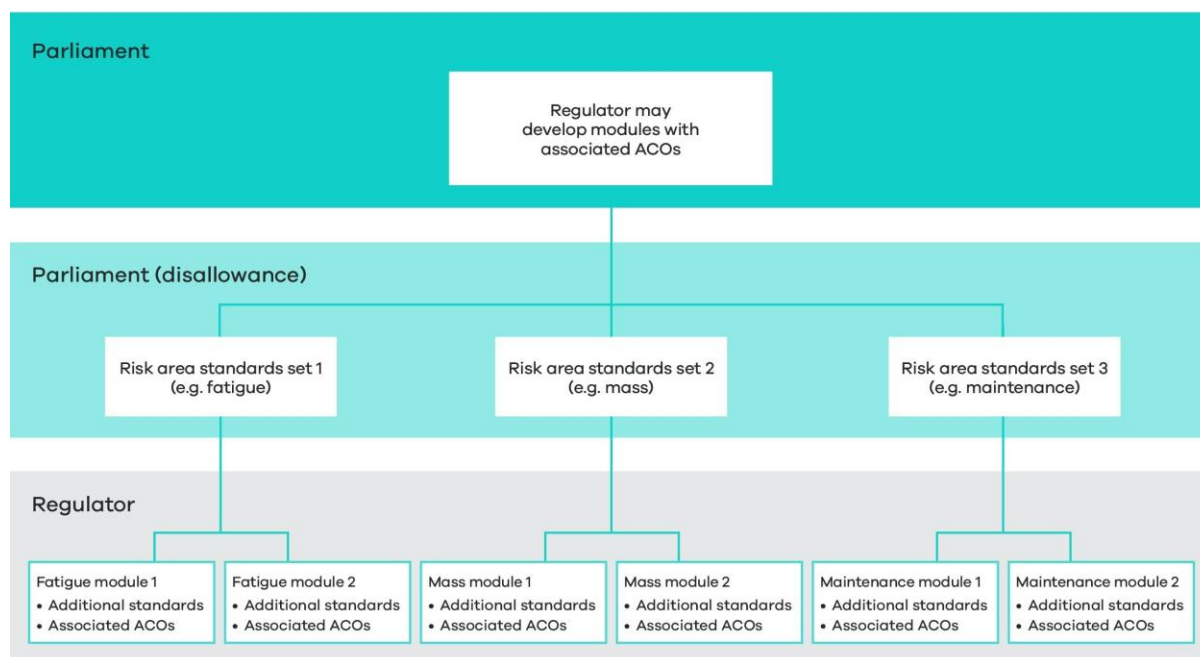 Parliament
Regulator may
develop modules with
associated ACOs
Parliament (disallowance)
Risk area standards set 1
(e.g. fatigue)
Risk area standards set 2
(e.g. mass)
Risk area standards set 3
(e.g. maintenance)
Regulator
Fatigue module 1
• Additional standards
• Associated ACOs
Fatigue module 2
• Additional standards
• Associated ACOs
Mass module 1
• Additional standards
• Associated ACOs
Mass module 2
• Additional standards
• Associated ACOs
Maintenance module 1
• Additional standards
• Associated ACOs
Maintenance module 2
• Additional standards
• Associated ACOs